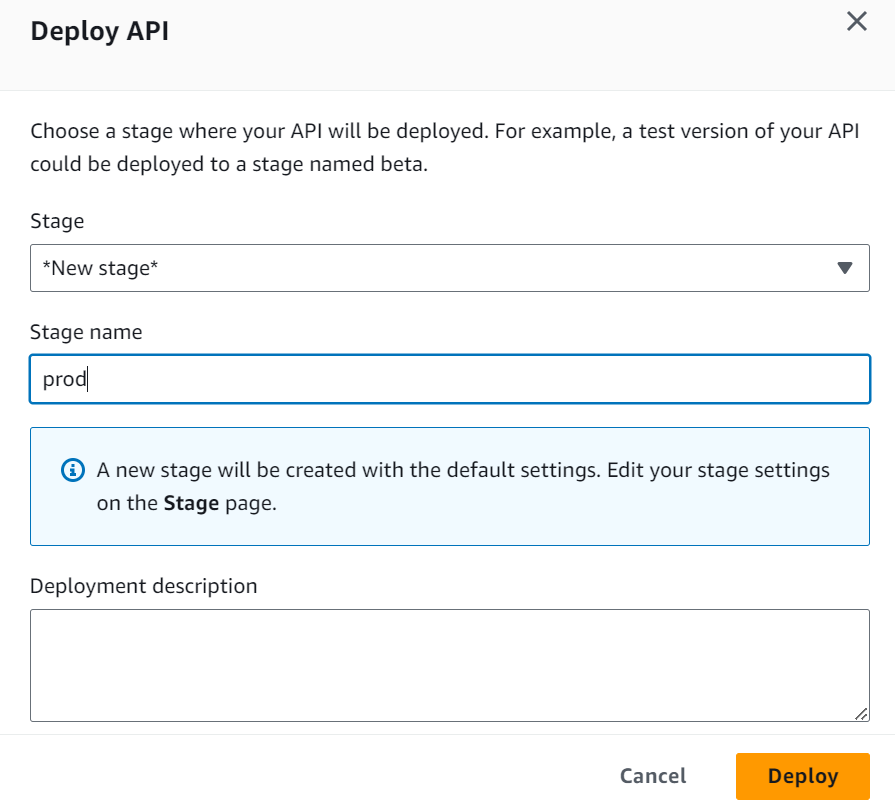 Deploy API
Choose a stage where your API will be deployed. For example, a test version of your API
could be deployed to a stage named beta.
Stage
*New stage*
Stage name
prod
A new stage will be created with the default settings. Edit your stage settings
on the Stage page.
Deployment description
Cancel
Deploy